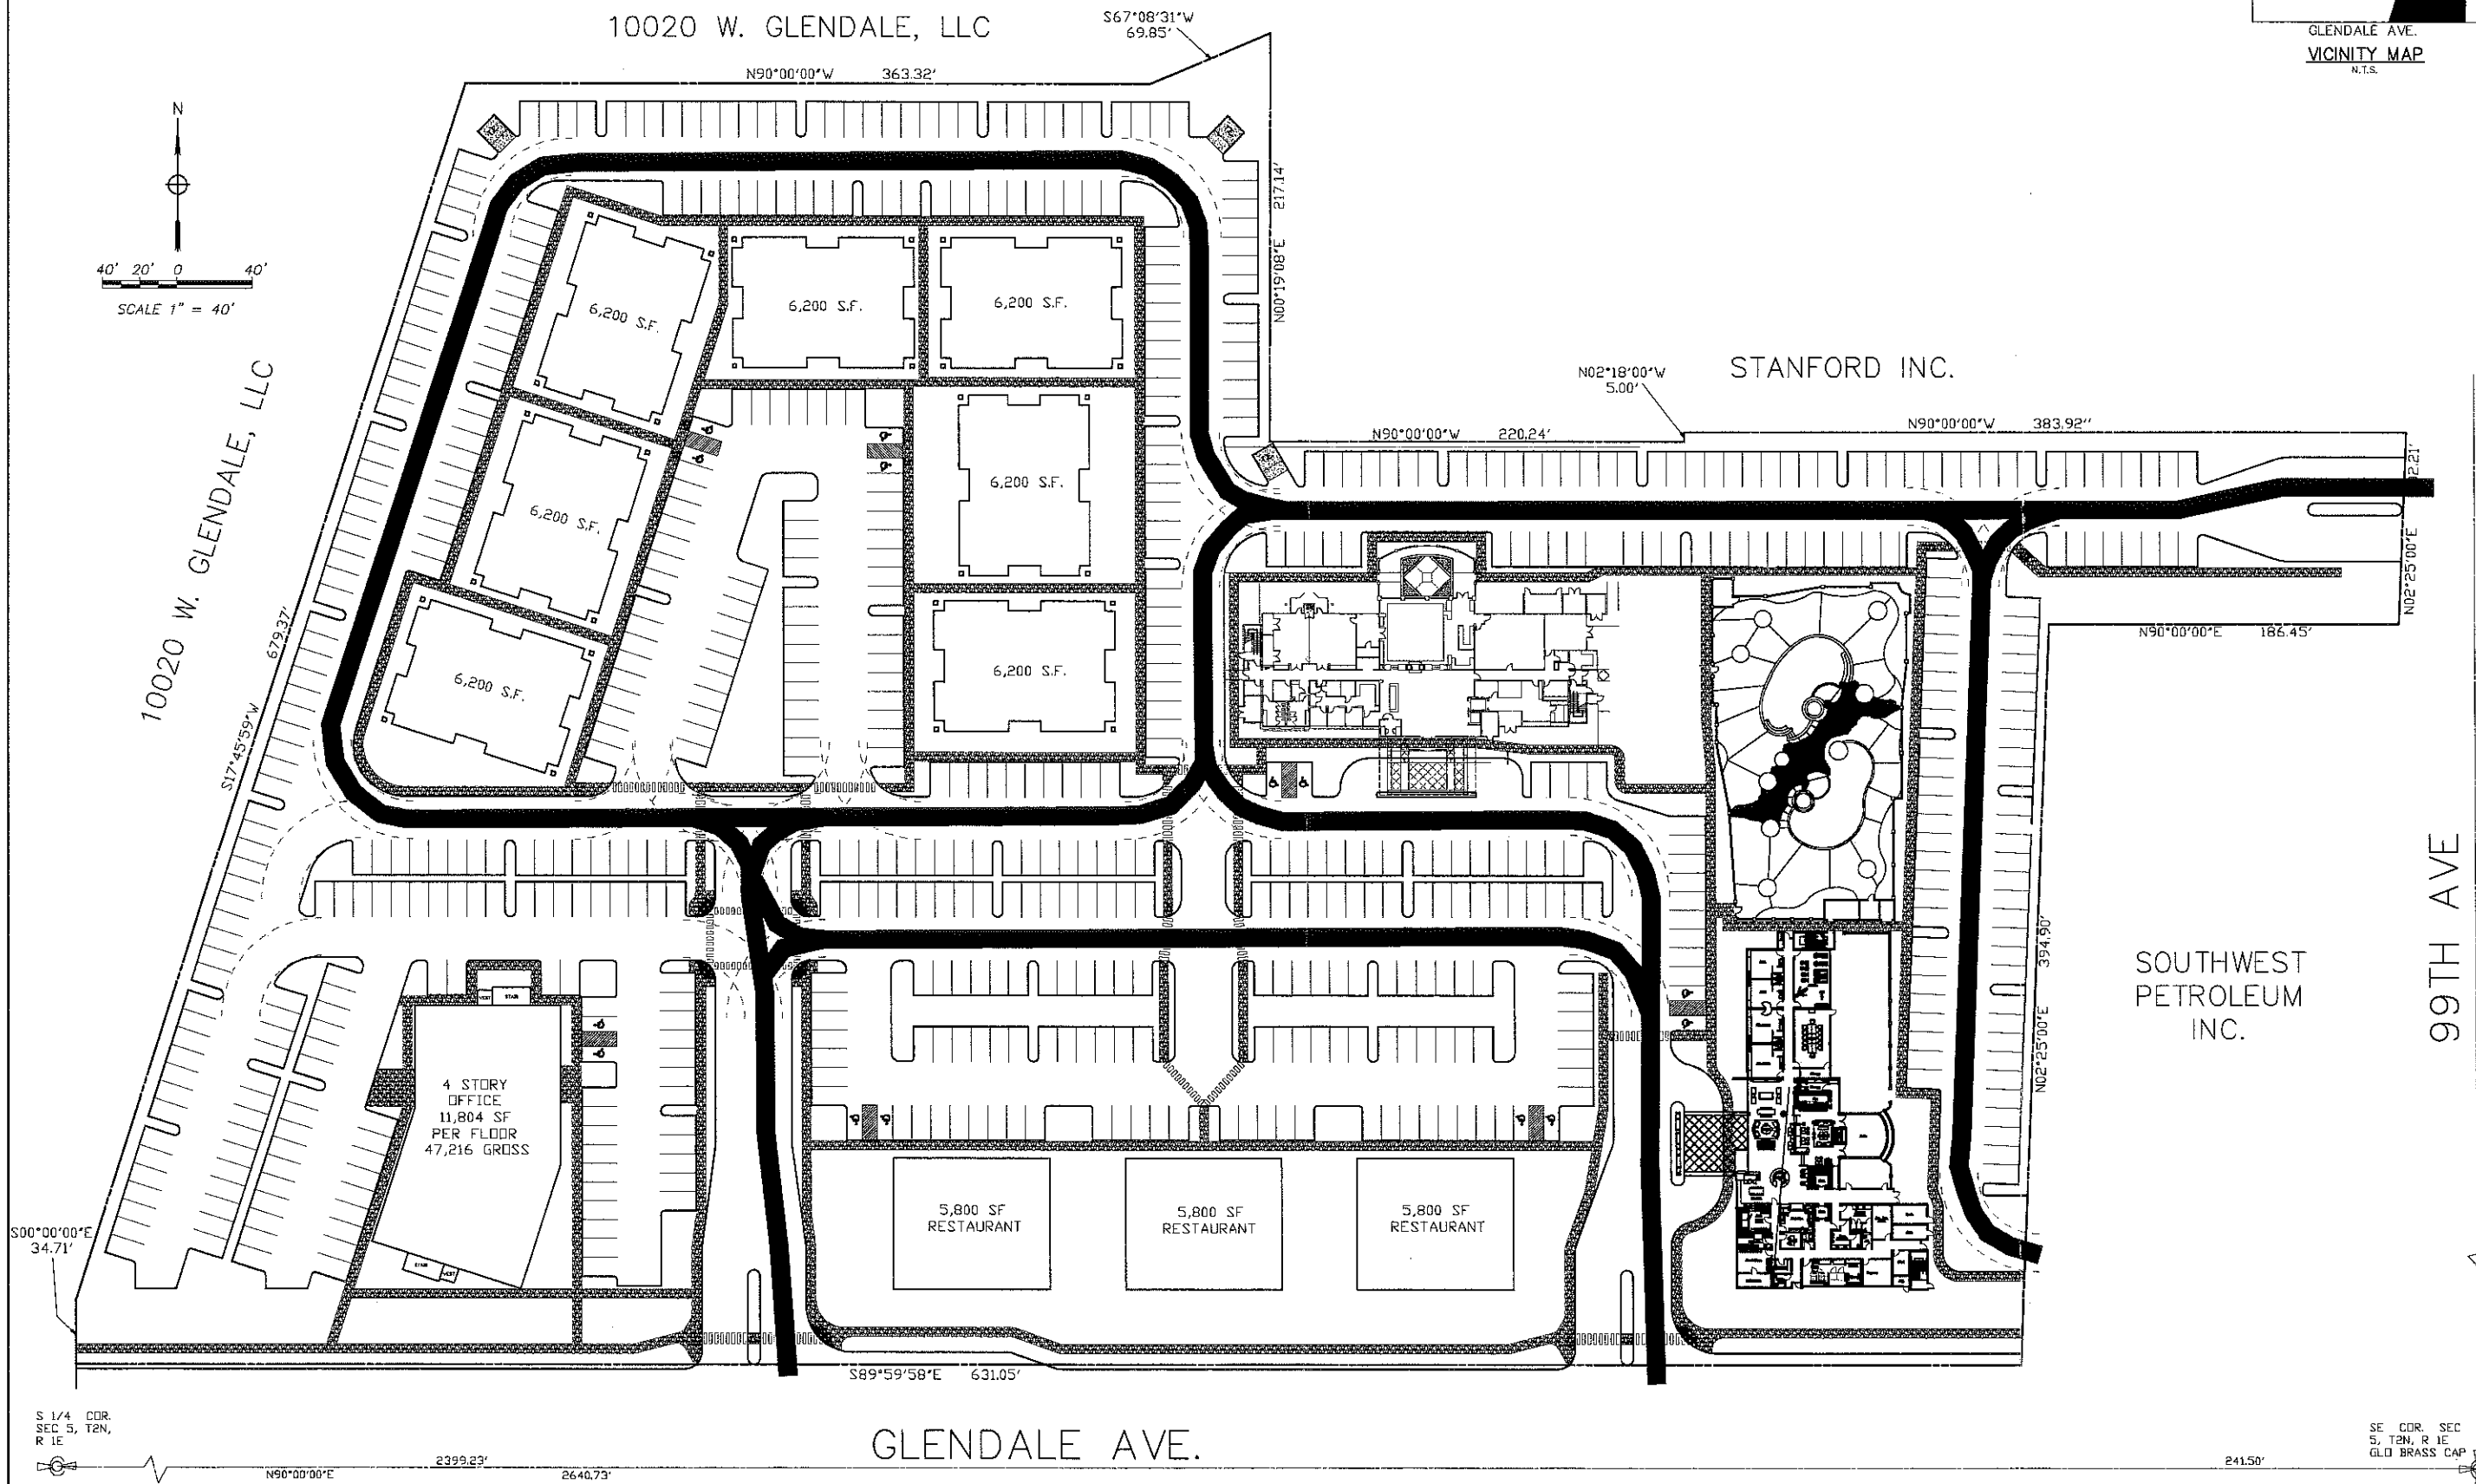 10020 W. GLENDALE, LLC
S67°08'31"W
69.85'
GLENDALE AVE.
VICINITY MAP
N.T.S.
N90°00'00"W 363.32'
N
40' 20' 0 40'
SCALE 1" = 40'
217.14'
N00°19'08"E
6,200 S.F.
6,200 S.F.
6,200 S.F.
10020 W. GLENDALE, LLC
STANFORD INC.
N02°18'00"W
5.00'
N90°00'00"W 220.24'
N90°00'00"W 383.92"
6,200 S.F.
6,200 S.F.
N02°25'00"E
N90°00'00"E 186.45'
679.37'
S17°45'59"W
6,200 S.F.
6,200 S.F.
99TH AVE
SOUTHWEST
PETROLEUM
INC.
394.90'
N02°25'00"E
VEST STAIR
4 STORY
OFFICE
11,804 SF
PER FLOOR
47,216 GROSS
5,800 SF
RESTAURANT
5,800 SF
RESTAURANT
5,800 SF
RESTAURANT
S00°00'00"E
34.71'
STAIR VEST
S89°59'58"E 631.05'
S 1/4 COR.
SEC 5, T2N,
R 1E
GLENDALE AVE.
SE COR. SEC
5, T2N, R 1E
GLO BRASS CAP
2399.23'
241.50'
N90°00'00"E 2640.73'